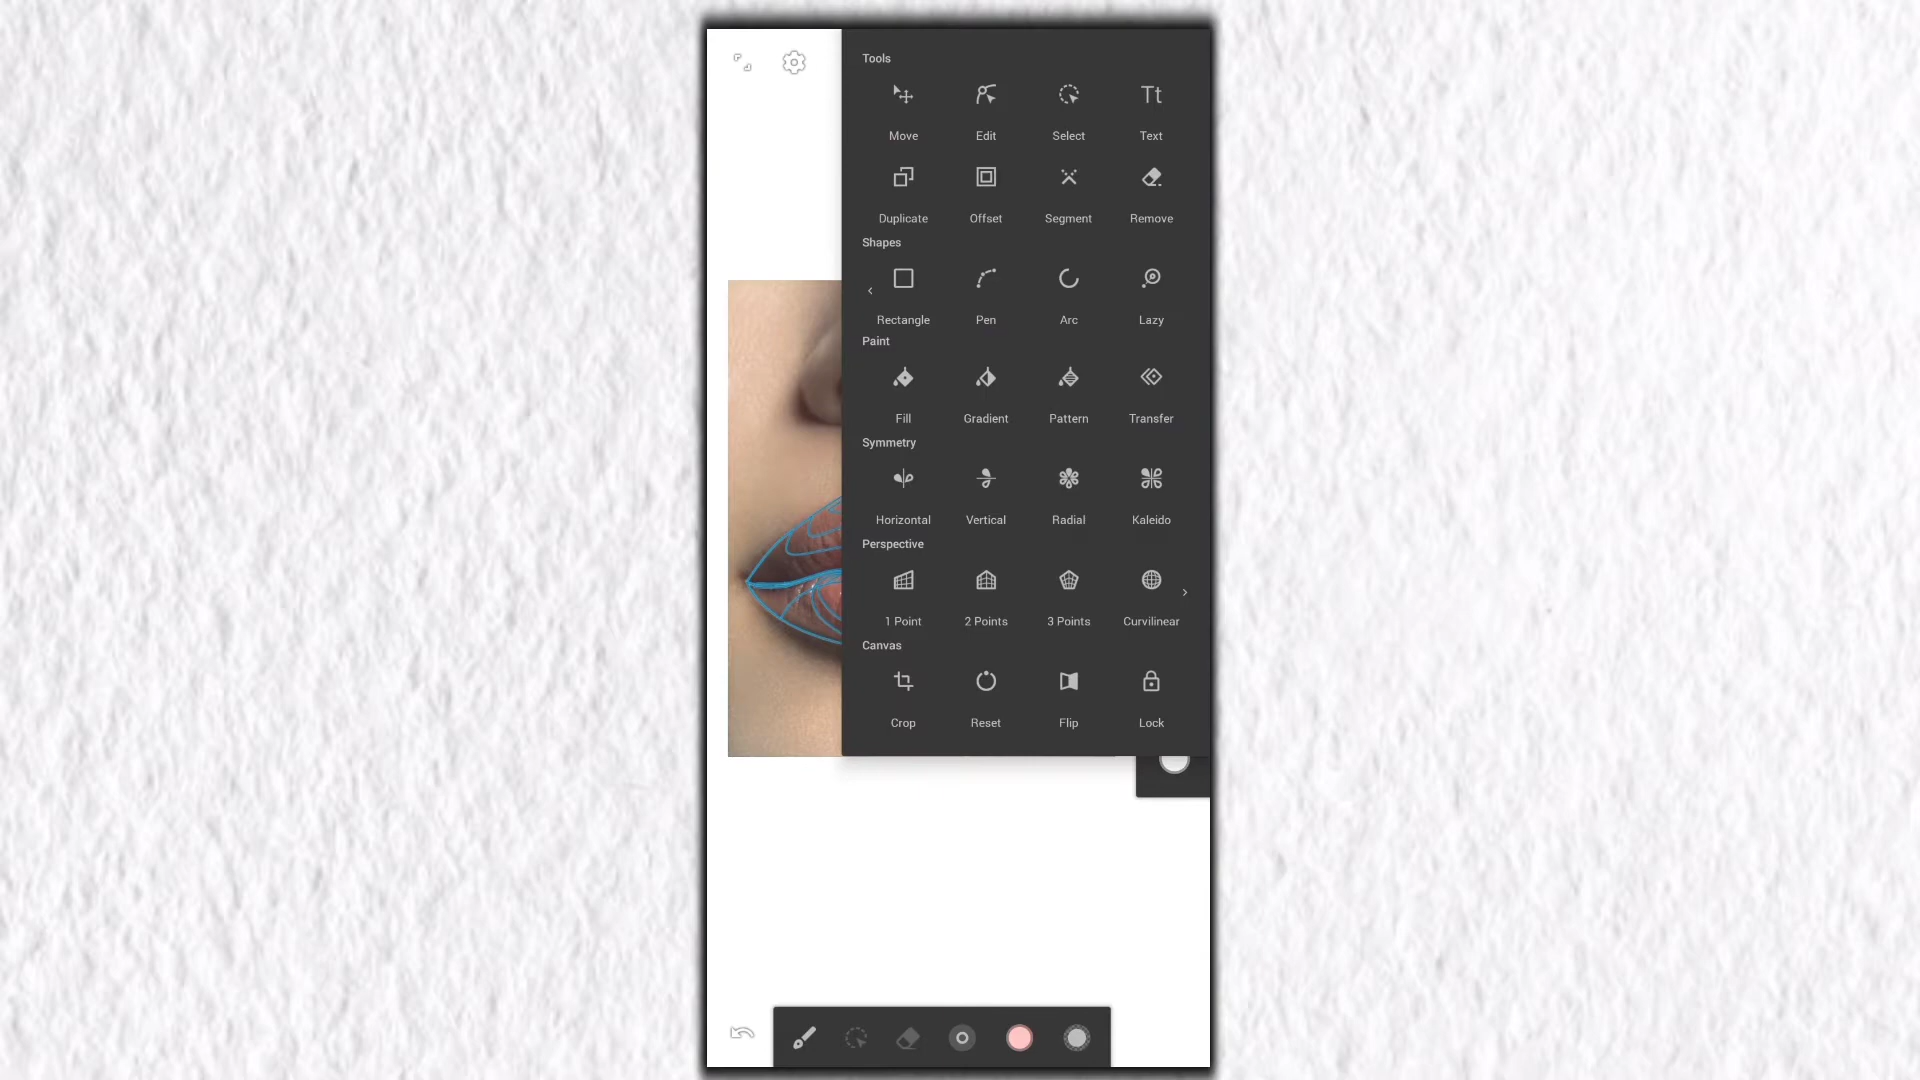 Tools
Tt
Move Edit Select Text
Duplicate Offset Segment Remove
Shapes
Rectangle Pen Arc Lazy
Paint
Fill Gradient Pattern Transfer
Symmetry
Horizontal Vertical Radial Kaleido
Perspective
1 Point 2 Points 3 Points Curvilinear
Canvas
Crop Reset Flip Lock